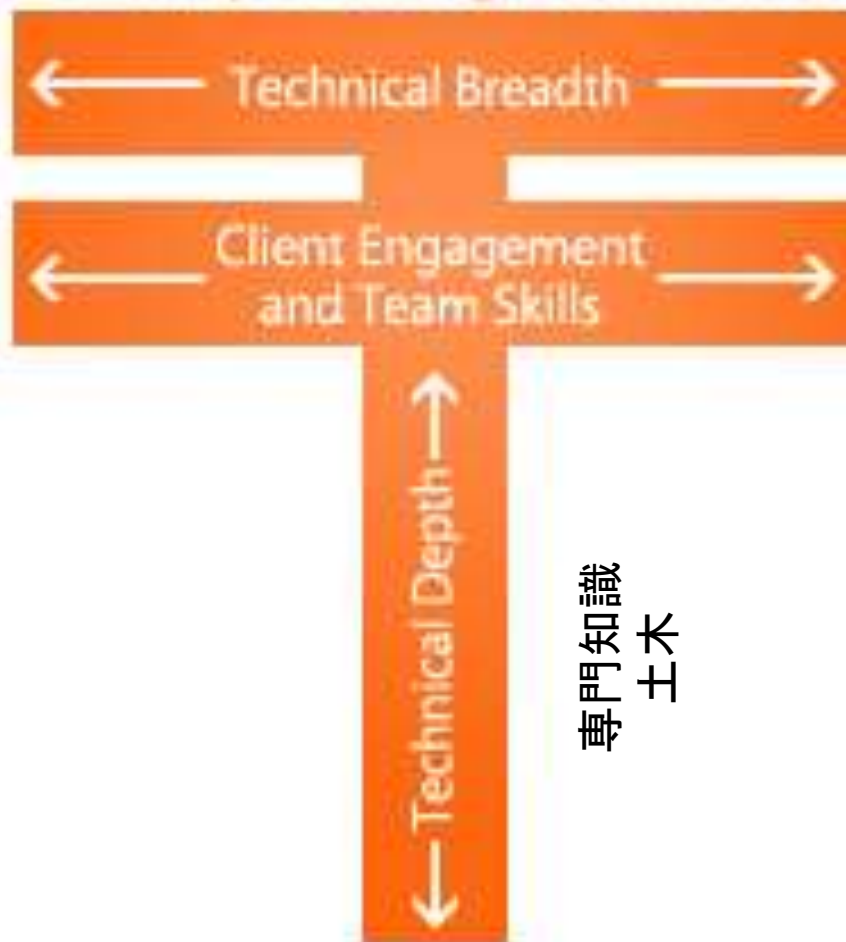 Technical Breadth
Client Engagement
and Team Skills
Technical Depth
専門知識
土木